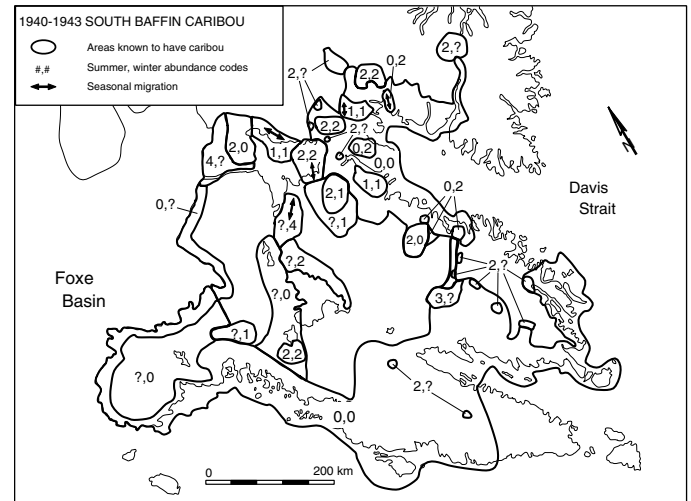 1940-1943 SOUTH BAFFIN CARIBOU
Areas known to have caribou
#,# Summer, winter abundance codes
Seasonal migration
2,?
0,2
2,?
2,2
1,1
2,2
2,?
2,0
4,?
1,1
2,2
0,2
0,0
1,1
2,1
?,1
0,?
?,4
0,2
2,0
?,2
2,?
?,0
3,?
?,1
2,2
?,0
2,?
0,0
Foxe
Basin
Davis
Strait
N
0 200 km